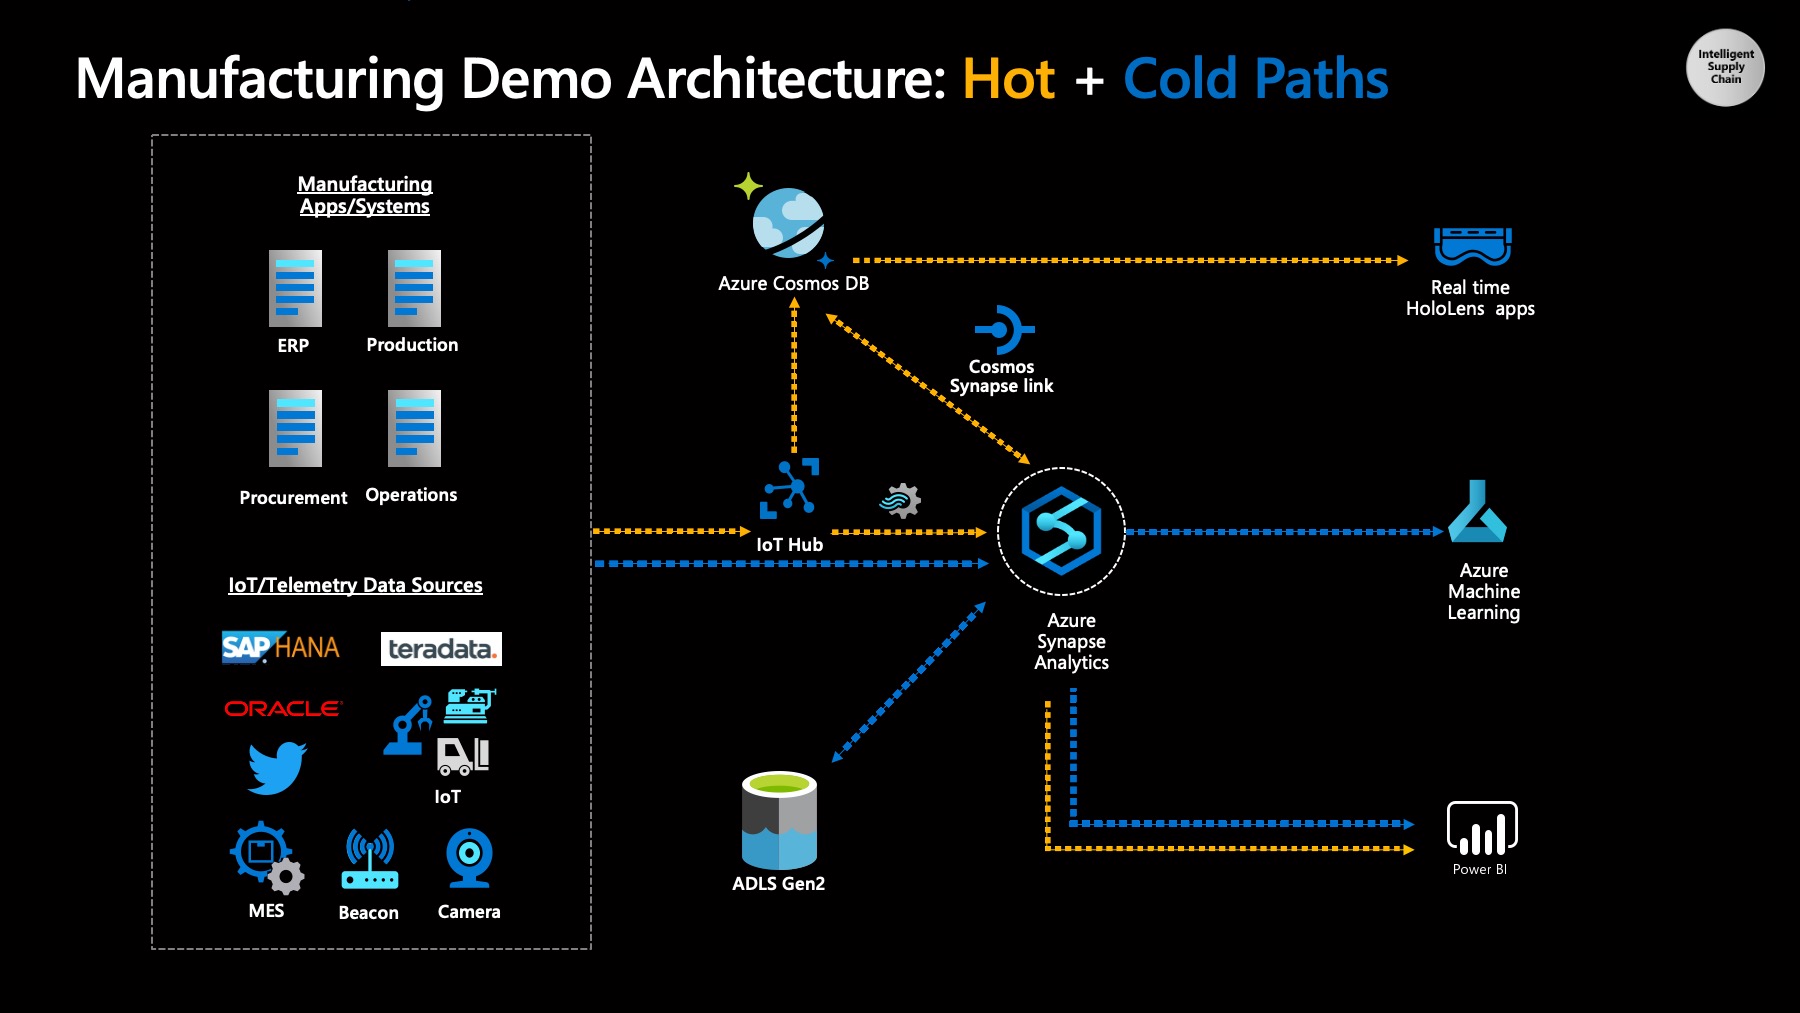 Manufacturing Demo Architecture: Hot + Cold Paths
Intelligent
Supply
Chain
Manufacturing
Apps/Systems
ERP
Production
Procurement
Operations
IoT/Telemetry Data Sources
SAP HANA
teradata.
ORACLE
IoT
MES
Beacon
Camera
Azure Cosmos DB
Cosmos
Synapse link
IoT Hub
Azure
Synapse
Analytics
ADLS Gen2
Real time
HoloLens apps
Azure
Machine
Learning
Power BI